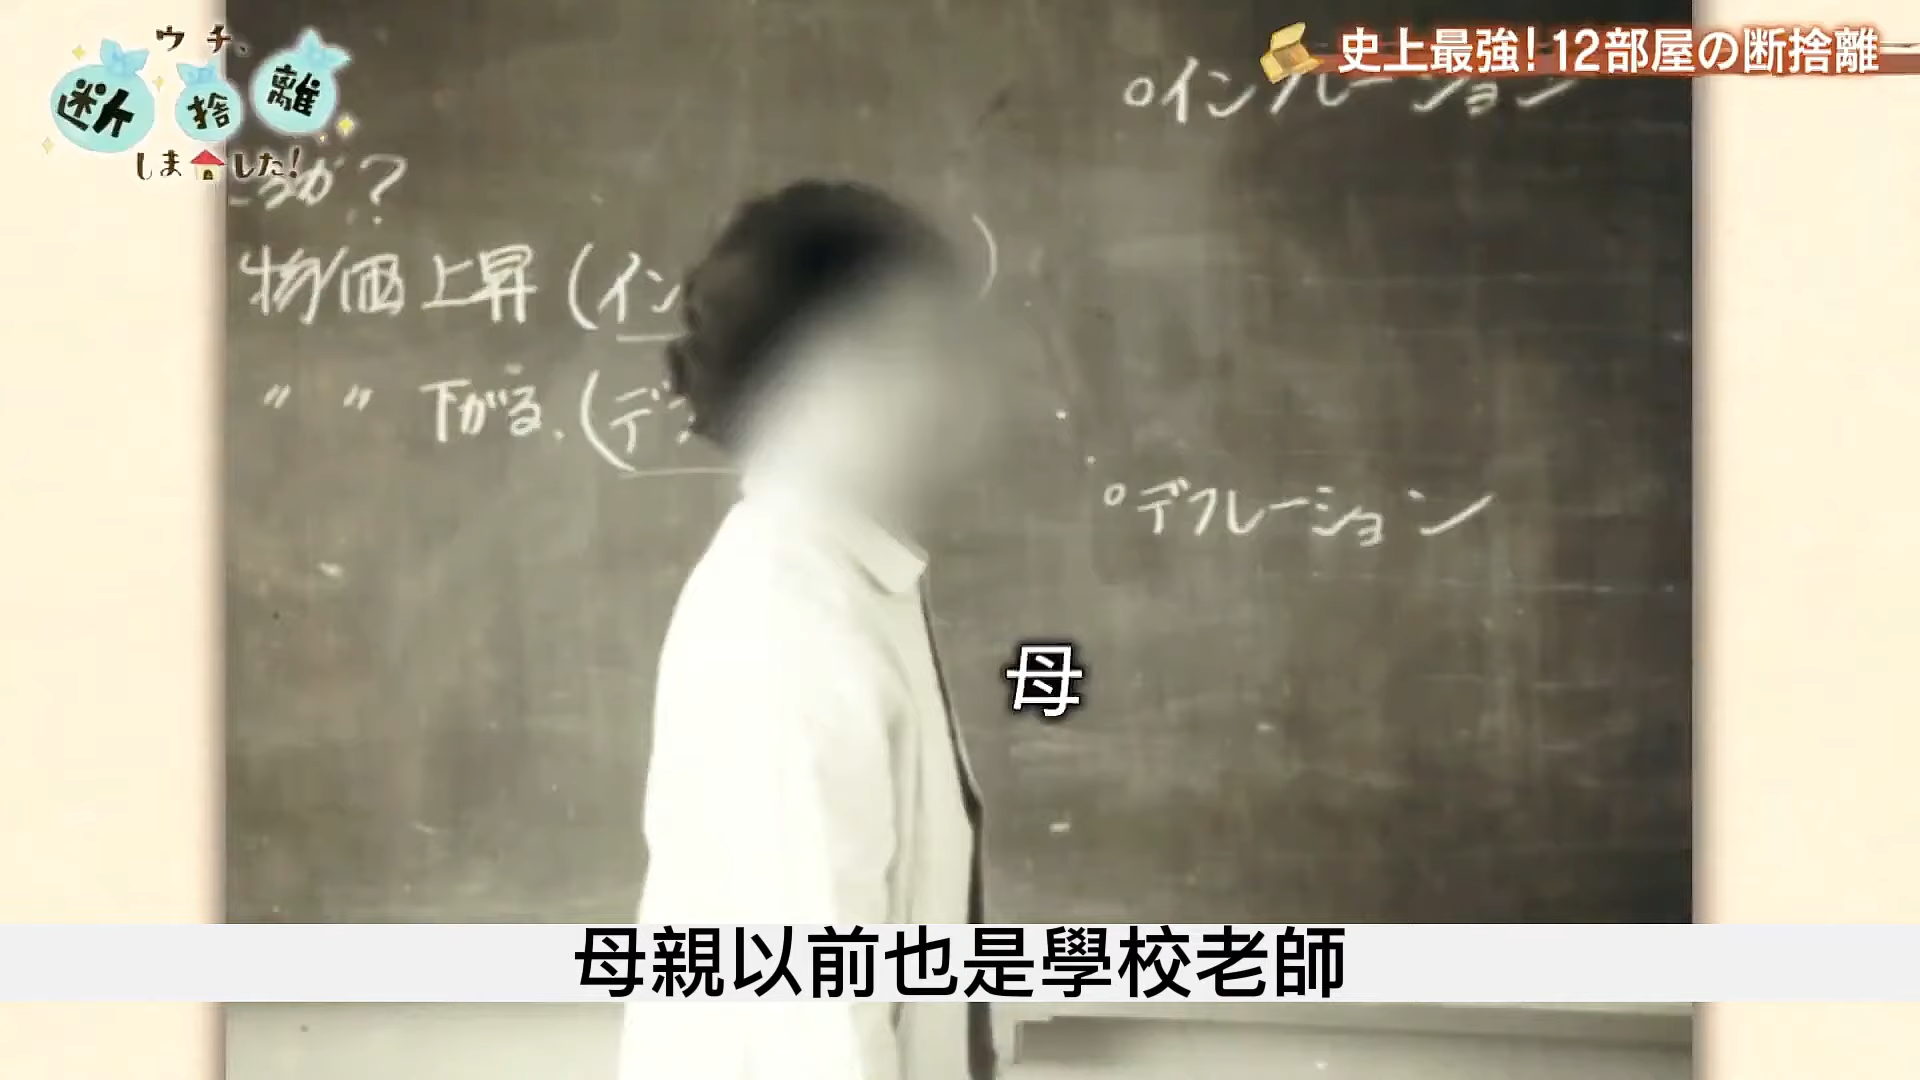 ウチ、
断捨離
しました!
史上最強!12部屋の断捨離
インフレーション
るか?
物価上昇(イン
)
〃 〃 下がる.(デフ
デフレーション
母
母親以前也是學校老師